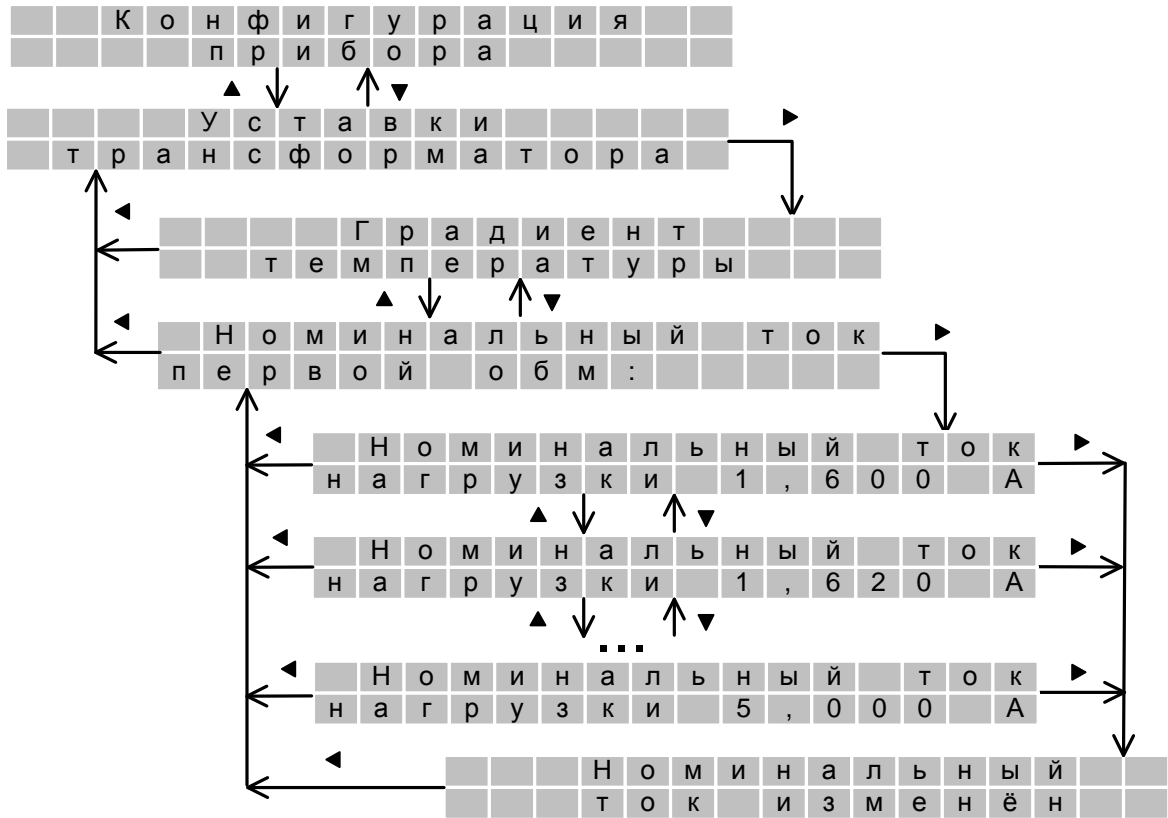 Конфигурация
прибора
Уставки
трансформатора
Градиент
температуры
Номинальный ток
первой обм:
Номинальный ток
нагрузки 1,600 А
Номинальный ток
нагрузки 1,620 А
...
Номинальный ток
нагрузки 5,000 А
Номинальный
ток изменён